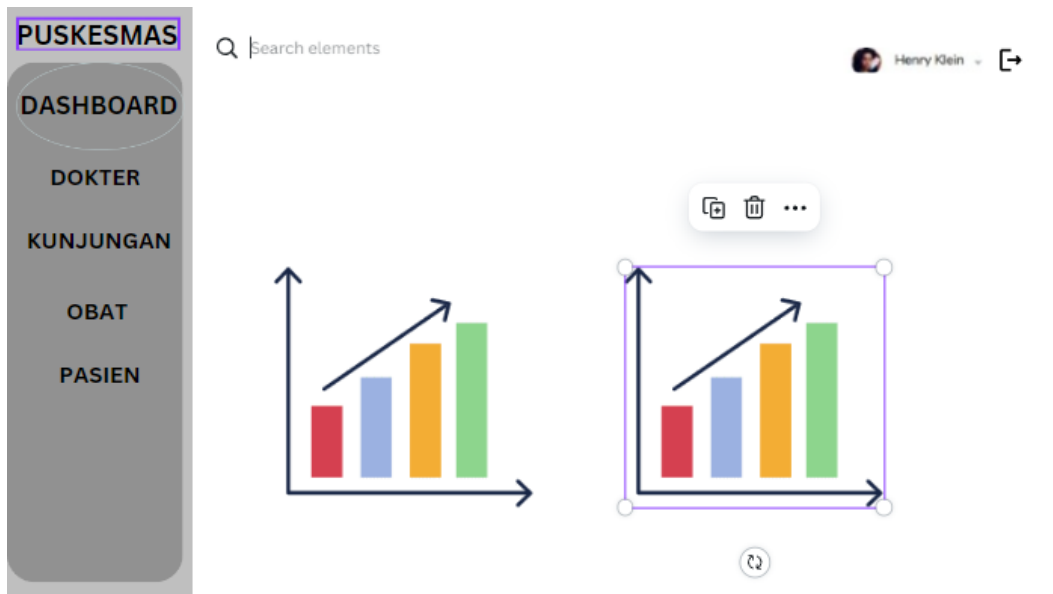 PUSKESMAS
Search elements
Henry Klein
DASHBOARD
DOKTER
KUNJUNGAN
OBAT
PASIEN